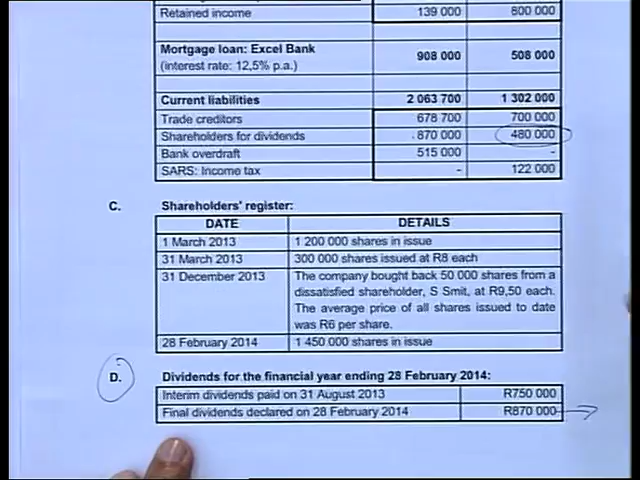 Retained income 139 000 800 000
Mortgage loan: Excel Bank 908 000 508 000
(interest rate: 12,5% p.a.)
Current liabilities 2 063 700 1 302 000
Trade creditors 678 700 700 000
Shareholders for dividends 870 000 480 000
Bank overdraft 515 000 -
SARS: Income tax - 122 000
C. Shareholders' register:
DATE DETAILS
1 March 2013 1 200 000 shares in issue
31 March 2013 300 000 shares issued at R8 each
31 December 2013 The company bought back 50 000 shares from a
dissatisfied shareholder, S Smit, at R9,50 each.
The average price of all shares issued to date
was R6 per share.
28 February 2014 1 450 000 shares in issue
D. Dividends for the financial year ending 28 February 2014:
Interim dividends paid on 31 August 2013 R750 000
Final dividends declared on 28 February 2014 R870 000